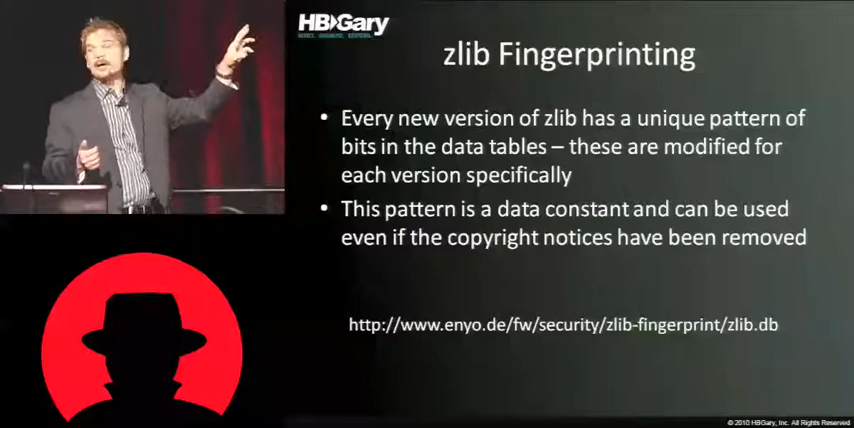 HBGary
zlib Fingerprinting
• Every new version of zlib has a unique pattern of
bits in the data tables – these are modified for
each version specifically
• This pattern is a data constant and can be used
even if the copyright notices have been removed
http://www.enyo.de/fw/security/zlib-fingerprint/zlib.db
© 2010 HBGary, Inc. All Rights Reserved